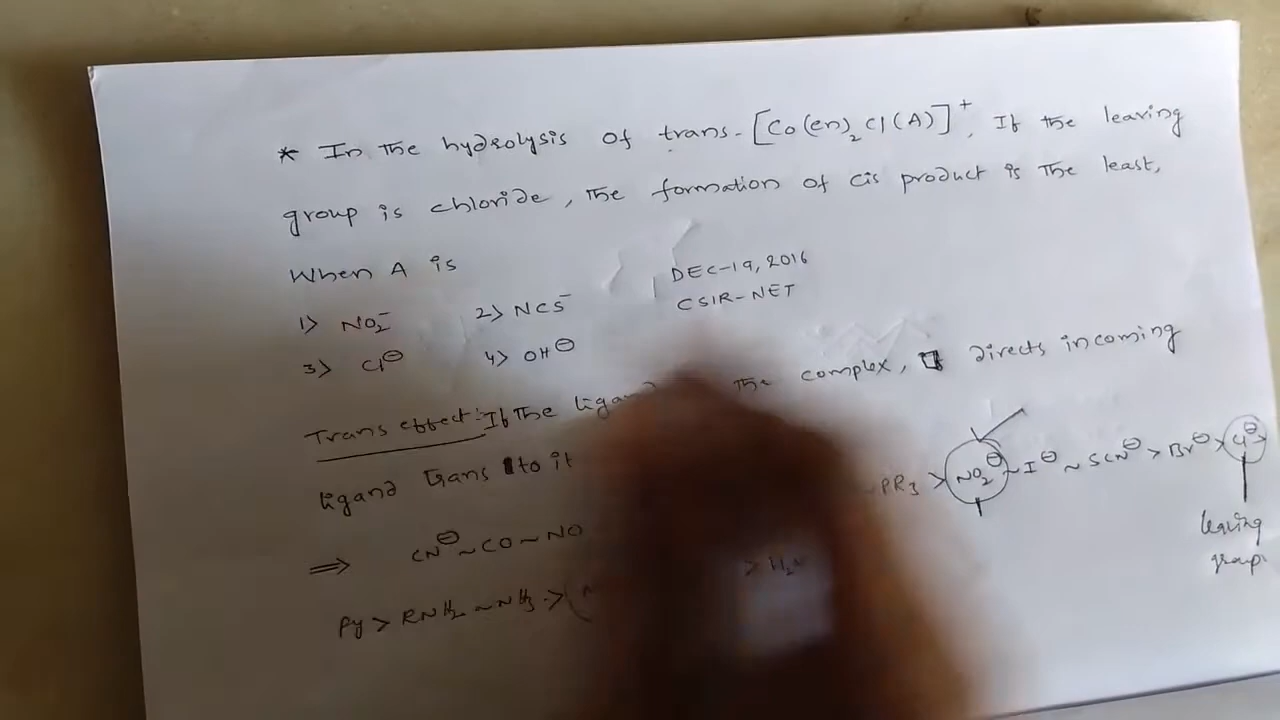 * In the hydrolysis of trans-[Co(en)₂Cl(A)]⁺, If the leaving
group is chloride, the formation of cis product is the least,
When A is
1) NO₂⁻ 2) NCS⁻
DEC-19, 2016
CSIR-NET
3) Cl⊖ 4) OH⊖
Trans effect: If the the complex, directs incoming
ligand trans to it
⇒ CN⊖ ~ CO ~ NO PR₃ > NO₂⊖ ~ I⊖ ~ SCN⊖ > Br⊖ > Cl⊖
leaving
group
Py > RNH₂ ~ NH₃ >